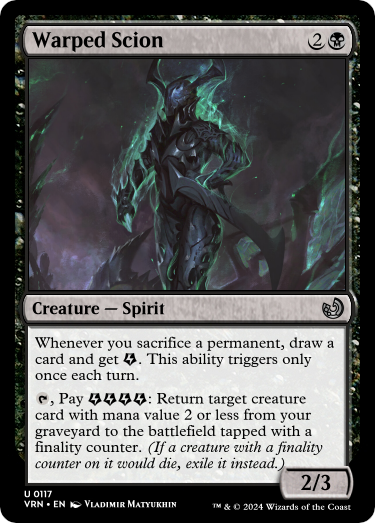 Warped Scion 2
Creature — Spirit
Whenever you sacrifice a permanent, draw a
card and get . This ability triggers only
once each turn.
, Pay : Return target creature
card with mana value 2 or less from your
graveyard to the battlefield tapped with a
finality counter. (If a creature with a finality
counter on it would die, exile it instead.)
2/3
U 0117
VRN • EN Vladimir Matyukhin
™ & © 2024 Wizards of the Coast